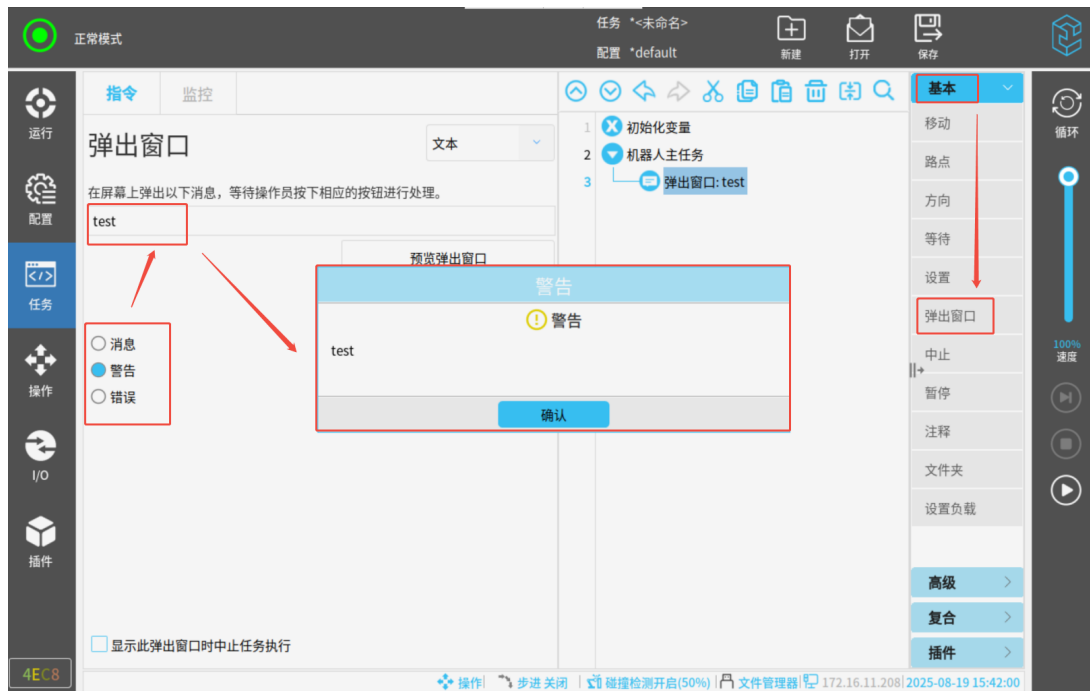 正常模式
任务 *<未命名>
配置 *default
新建
打开
保存
运行
配置
任务
操作
I/O
插件
4EC8
指令
监控
弹出窗口
文本
在屏幕上弹出以下消息，等待操作员按下相应的按钮进行处理。
test
预览弹出窗口
消息
警告
错误
警告
警告
test
确认
显示此弹出窗口时中止任务执行
1 初始化变量
2 机器人主任务
3 弹出窗口: test
基本
移动
路点
方向
等待
设置
弹出窗口
中止
暂停
注释
文件夹
设置负载
高级
复合
插件
循环
100%
速度
操作 步进 关闭 碰撞检测开启(50%) 文件管理器 172.16.11.208 2025-08-19 15:42:00